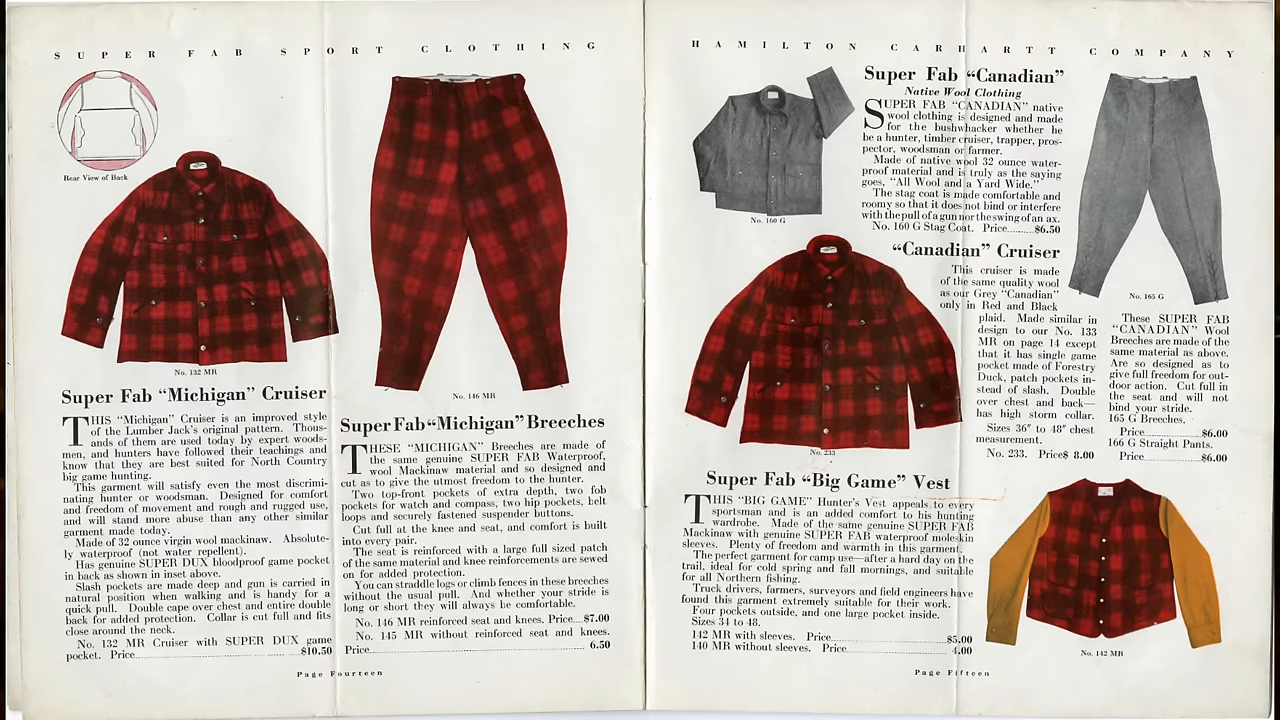 SUPER FAB SPORT CLOTHING
Rear View of Back
No. 132 MR
Super Fab “Michigan” Cruiser
THIS “Michigan” Cruiser is an improved style
of the Lumber Jack's original pattern. Thous-
ands of them are used today by expert woods-
men, and hunters have followed their teachings and
know that they are best suited for North Country
big game hunting.
This garment will satisfy even the most discrimi-
nating hunter or woodsman. Designed for comfort
and freedom of movement and rough and rugged use,
and will stand more abuse than any other similar
garment made today.
Made of 32 ounce virgin wool mackinaw. Absolute-
ly waterproof (not water repellent).
Has genuine SUPER DUX bloodproof game pocket
in back as shown in inset above.
Slash pockets are made deep and gun is carried in
natural position when walking and is handy for a
quick pull. Double cape over chest and entire double
back for added protection. Collar is cut full and fits
close around the neck.
No. 132 MR Cruiser with SUPER DUX game
pocket. Price........$10.50
No. 146 MR
Super Fab “Michigan” Breeches
THESE “MICHIGAN” Breeches are made of
the same genuine SUPER FAB Waterproof,
wool Mackinaw material and so designed and
cut as to give the utmost freedom to the hunter.
Two top-front pockets of extra depth, two fob
pockets for watch and compass, two hip pockets, belt
loops and securely fastened suspender buttons.
Cut full at the knee and seat, and comfort is built
into every pair.
The seat is reinforced with a large full sized patch
of the same material and knee reinforcements are sewed
on for added protection.
You can straddle logs or climb fences in these breeches
without the usual pull. And whether your stride is
long or short they will always be comfortable.
No. 146 MR reinforced seat and knees. Price...$7.00
No. 145 MR without reinforced seat and knees.
Price........ 6.50
Page Fourteen
HAMILTON CARHARTT COMPANY
No. 160 G
Super Fab “Canadian”
Native Wool Clothing
SUPER FAB “CANADIAN” native
wool clothing is designed and made
for the bushwhacker whether he
be a hunter, timber cruiser, trapper, pros-
pector, woodsman or farmer.
Made of native wool 32 ounce water-
proof material and is truly as the saying
goes, “All Wool and a Yard Wide.”
The stag coat is made comfortable and
roomy so that it does not bind or interfere
with the pull of a gun nor the swing of an ax.
No. 160 G Stag Coat. Price........$6.50
No. 233
“Canadian” Cruiser
This cruiser is made
of the same quality wool
as our Grey “Canadian”
only in Red and Black
plaid. Made similar in
design to our No. 133
MR on page 14 except
that it has single game
pocket made of Forestry
Duck, patch pockets in-
stead of slash. Double
over chest and back—
has high storm collar.
Sizes 36″ to 48″ chest
measurement.
No. 233. Price $ 8.00
No. 165 G
These SUPER FAB
“CANADIAN” Wool
Breeches are made of the
same material as above.
Are so designed as to
give full freedom for out-
door action. Cut full in
the seat and will not
bind your stride.
165 G Breeches.
Price........$6.00
166 G Straight Pants.
Price........$6.00
Super Fab “Big Game” Vest
THIS “BIG GAME” Hunter's Vest appeals to every
sportsman and is an added comfort to his hunting
wardrobe. Made of the same genuine SUPER FAB
Mackinaw with genuine SUPER FAB waterproof moleskin
sleeves. Plenty of freedom and warmth in this garment.
The perfect garment for camp use—after a hard day on the
trail, ideal for cold spring and fall mornings, and suitable
for all Northern fishing.
Truck drivers, farmers, surveyors and field engineers have
found this garment extremely suitable for their work.
Four pockets outside, and one large pocket inside.
Sizes 34 to 48.
142 MR with sleeves. Price........$5.00
140 MR without sleeves. Price........ 4.00
No. 142 MR
Page Fifteen